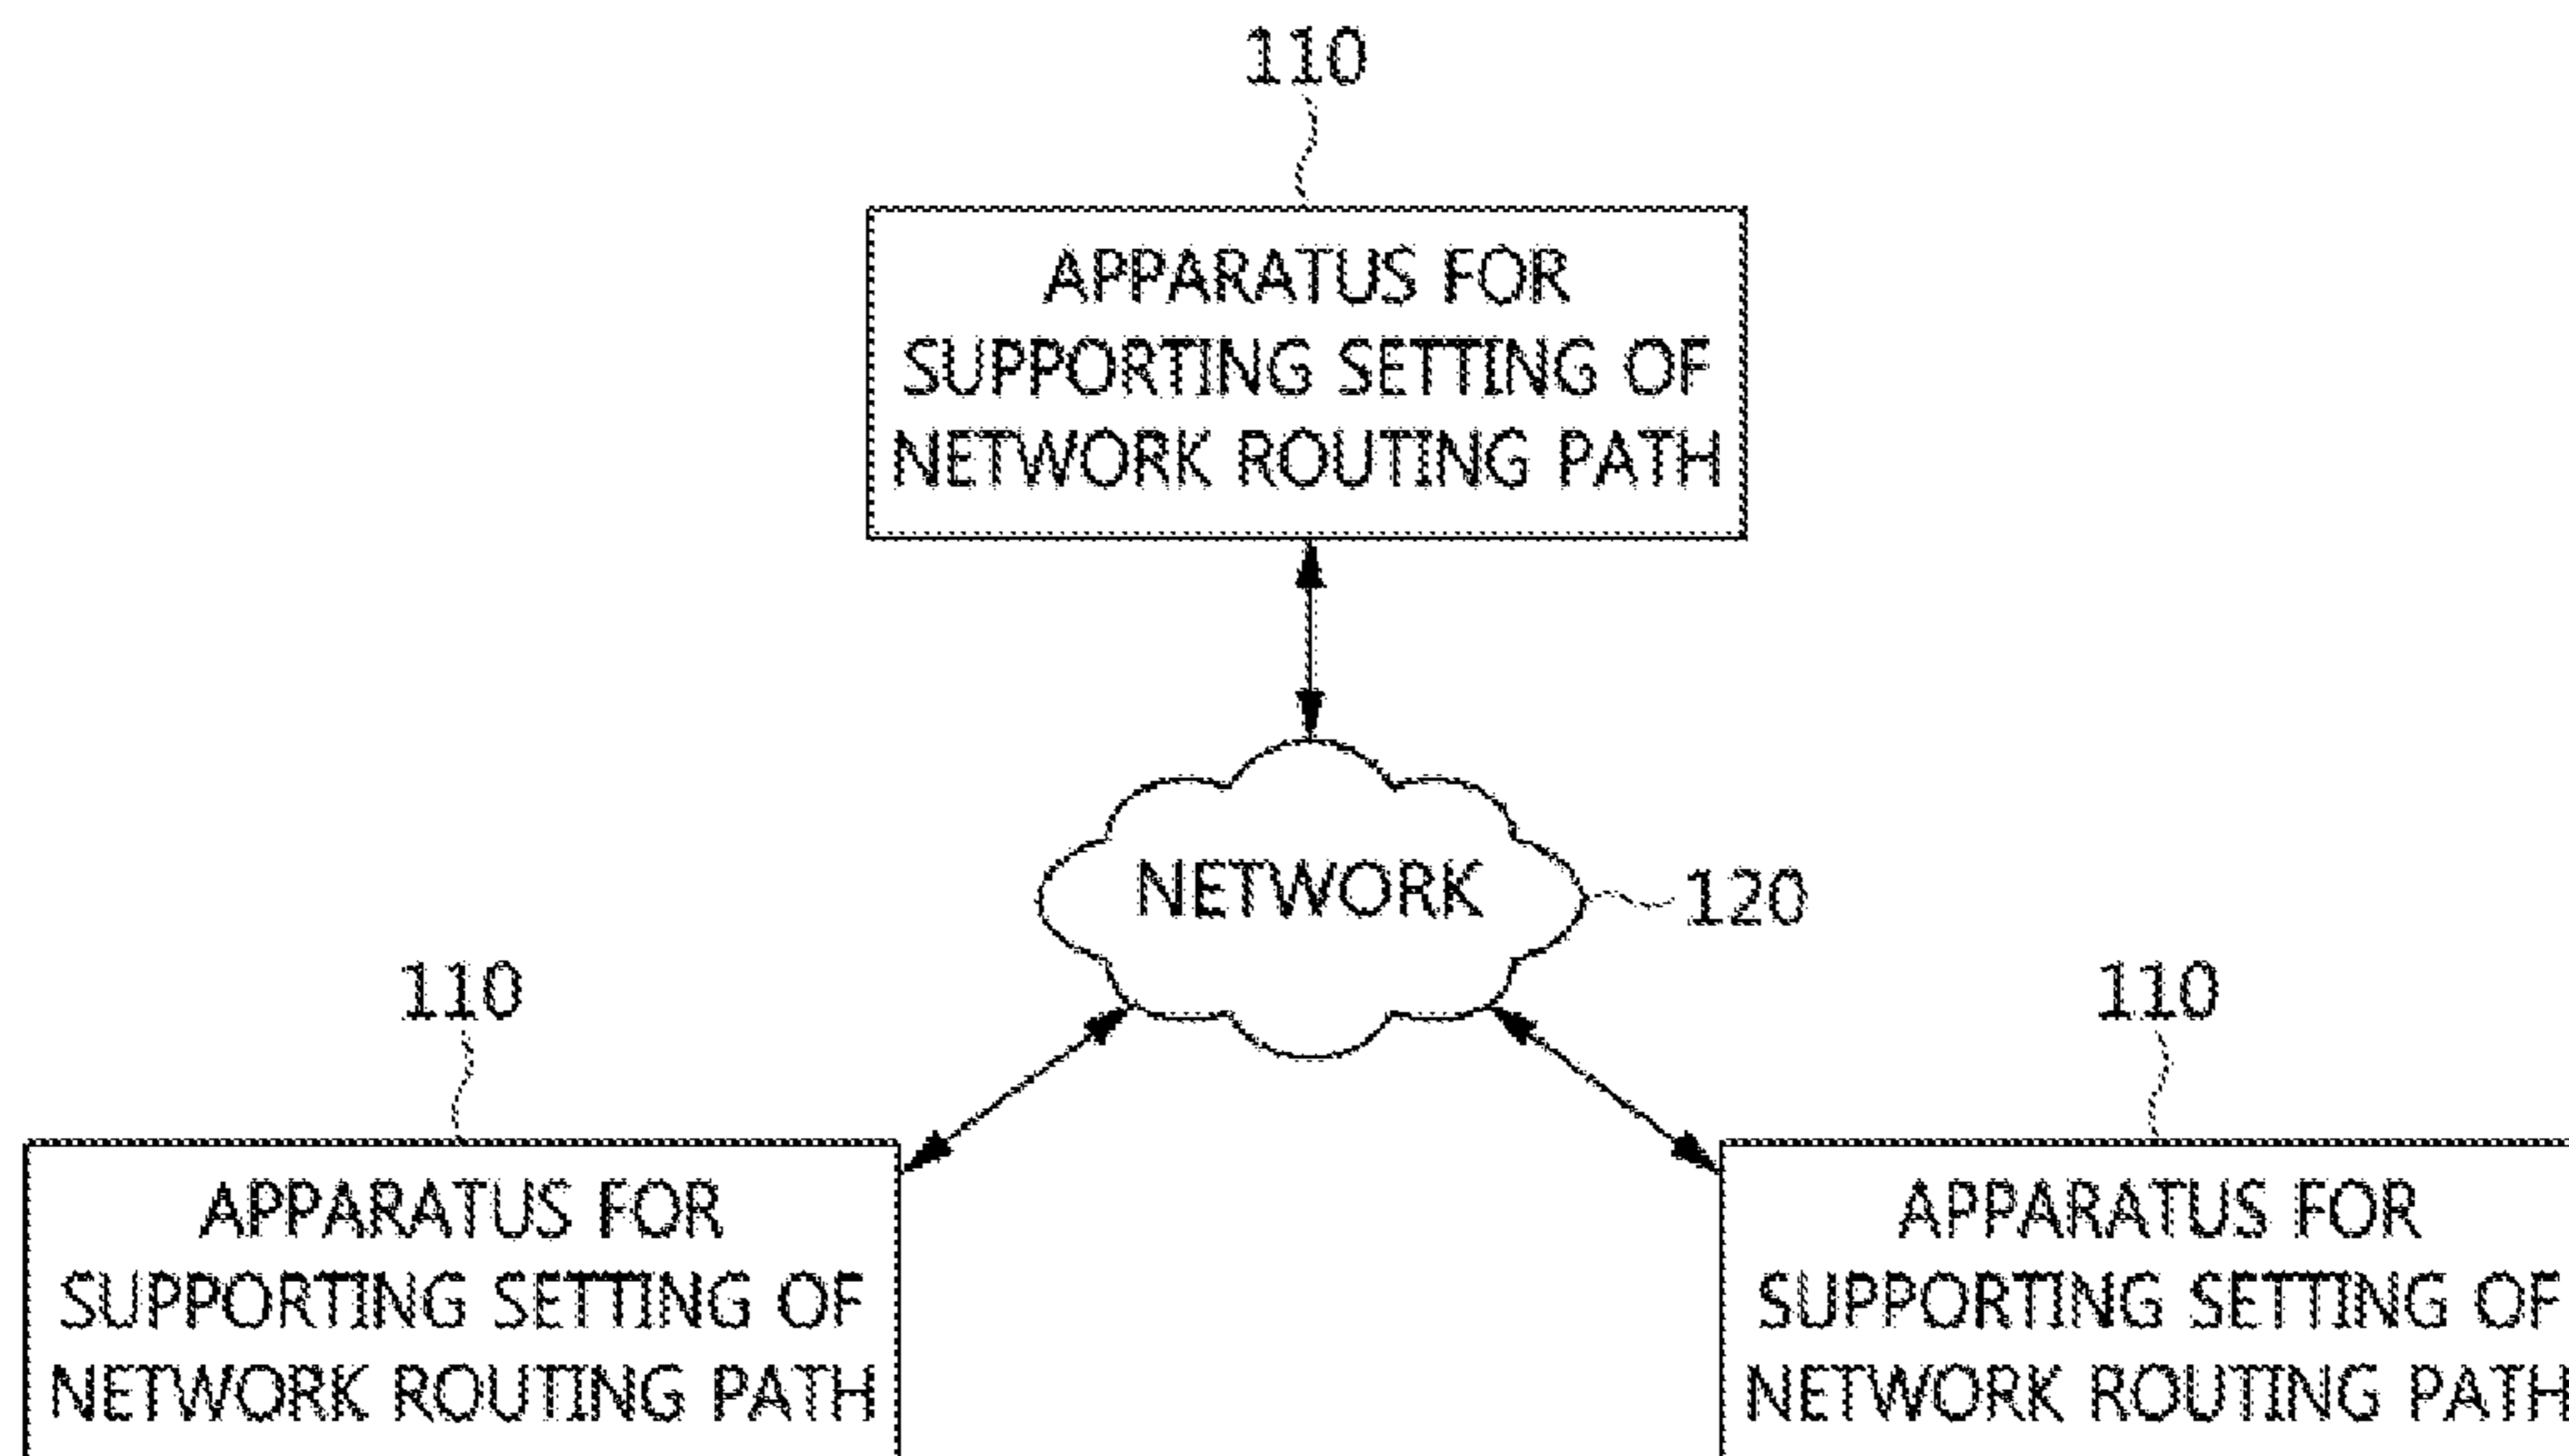 110
APPARATUS FOR
SUPPORTING SETTING OF
NETWORK ROUTING PATH
NETWORK
120
110
APPARATUS FOR
SUPPORTING SETTING OF
NETWORK ROUTING PATH
110
APPARATUS FOR
SUPPORTING SETTING OF
NETWORK ROUTING PATH